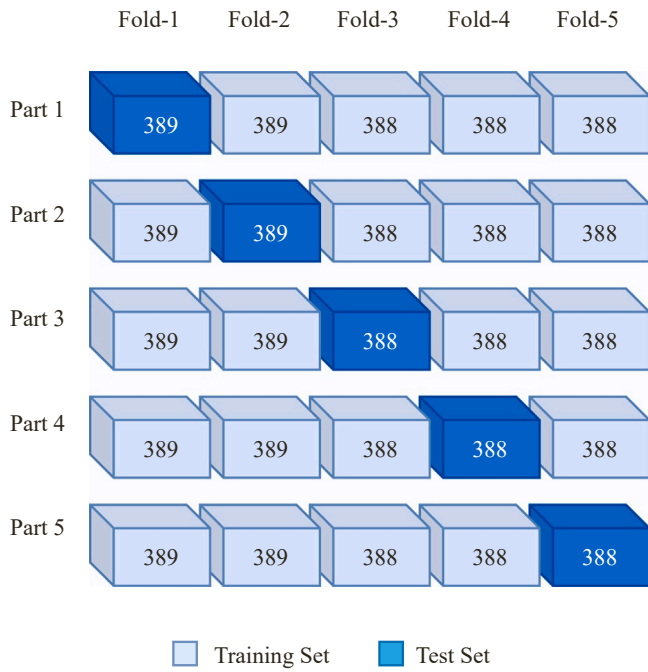 Fold-1 Fold-2 Fold-3 Fold-4 Fold-5
Part 1 389 389 388 388 388
Part 2 389 389 388 388 388
Part 3 389 389 388 388 388
Part 4 389 389 388 388 388
Part 5 389 389 388 388 388
Training Set Test Set